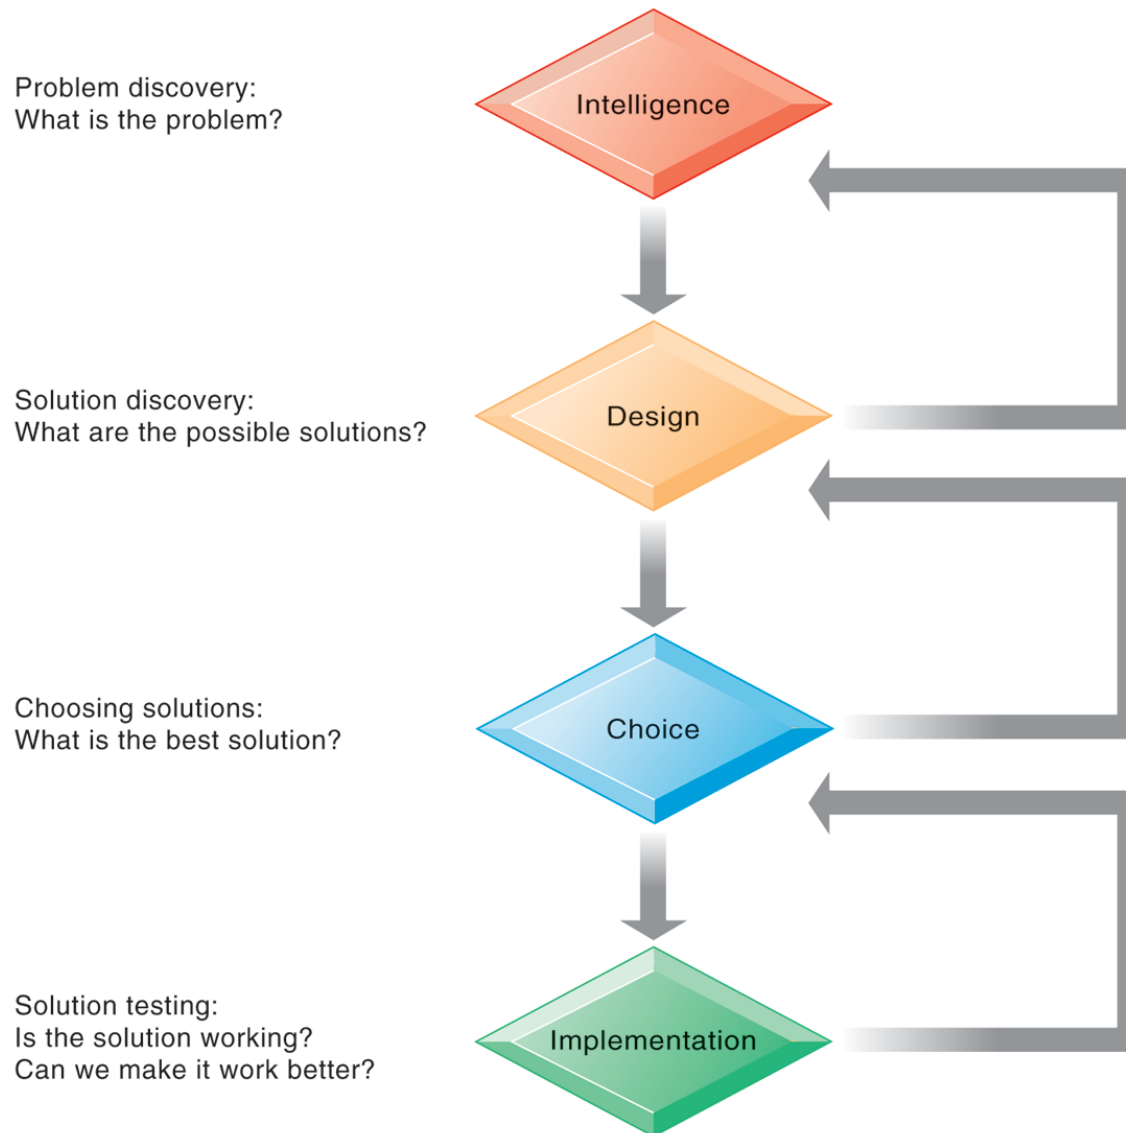 Problem discovery:
What is the problem?
Intelligence
Solution discovery:
What are the possible solutions?
Design
Choosing solutions:
What is the best solution?
Choice
Solution testing:
Is the solution working?
Can we make it work better?
Implementation